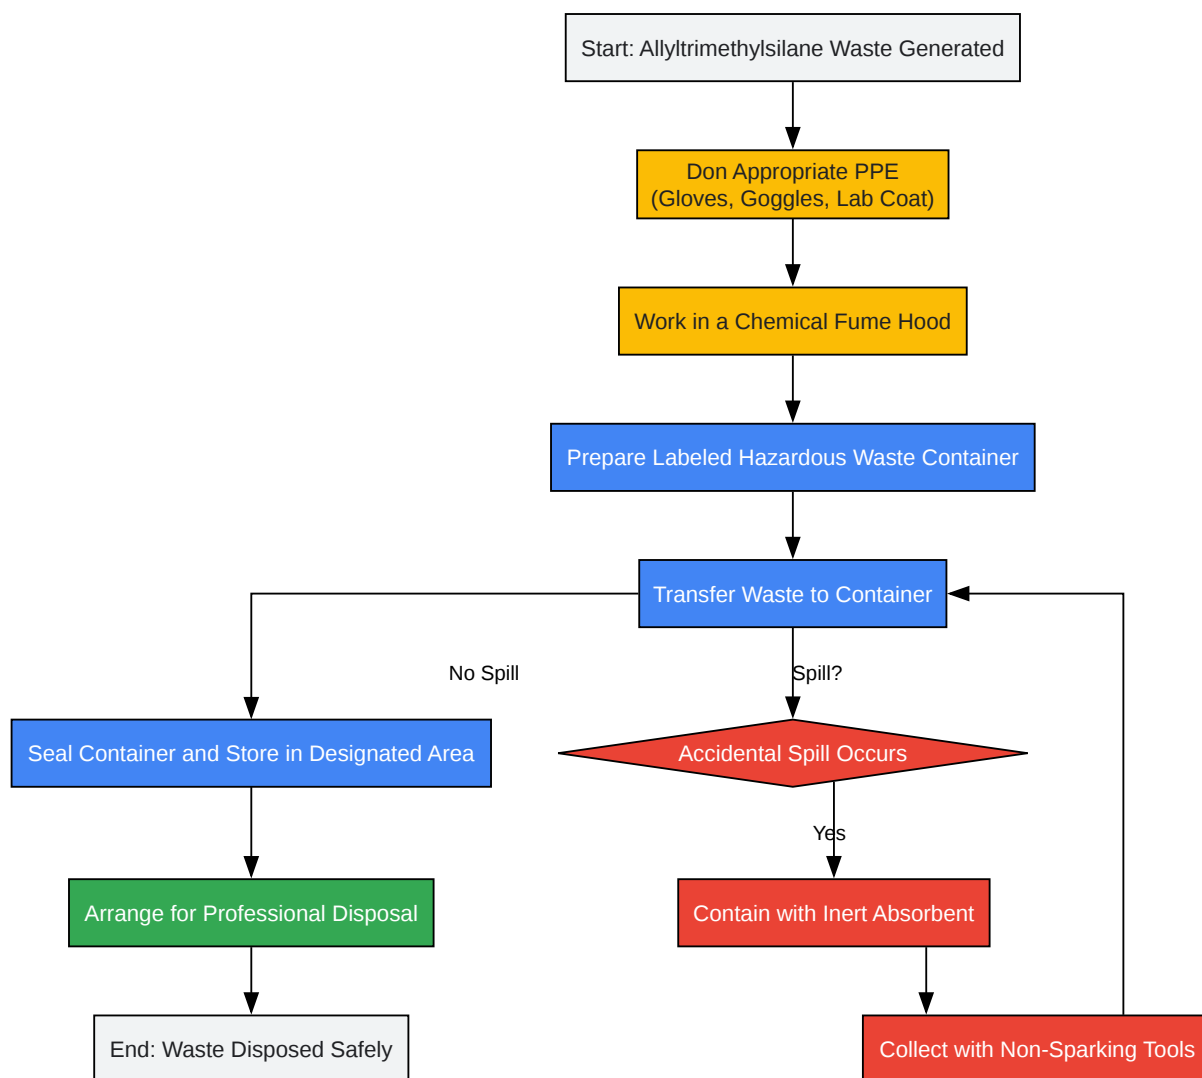 Start: Allyltrimethylsilane Waste Generated
Don Appropriate PPE
(Gloves, Goggles, Lab Coat)
Work in a Chemical Fume Hood
Prepare Labeled Hazardous Waste Container
Transfer Waste to Container
No Spill
Spill?
Seal Container and Store in Designated Area
Accidental Spill Occurs
Yes
Arrange for Professional Disposal
Contain with Inert Absorbent
End: Waste Disposed Safely
Collect with Non-Sparking Tools